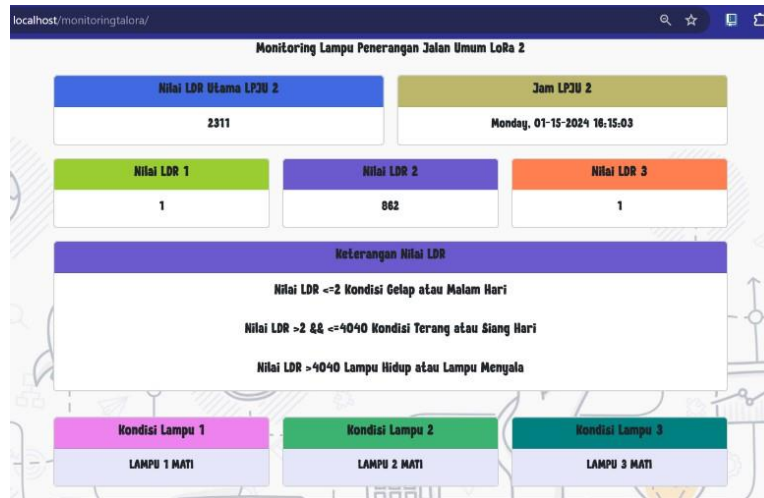 localhost/monitoringtalora/
Monitoring Lampu Penerangan Jalan Umum LoRa 2
Nilai LDR Utama LPJU 2
Jam LPJU 2
2311
Monday, 01-15-2024 16:15:03
Nilai LDR 1
Nilai LDR 2
Nilai LDR 3
1
862
1
Keterangan Nilai LDR
Nilai LDR <=2 Kondisi Gelap atau Malam Hari
Nilai LDR >2 && <=4040 Kondisi Terang atau Siang Hari
Nilai LDR >4040 Lampu Hidup atau Lampu Menyala
Kondisi Lampu 1
Kondisi Lampu 2
Kondisi Lampu 3
LAMPU 1 MATI
LAMPU 2 MATI
LAMPU 3 MATI